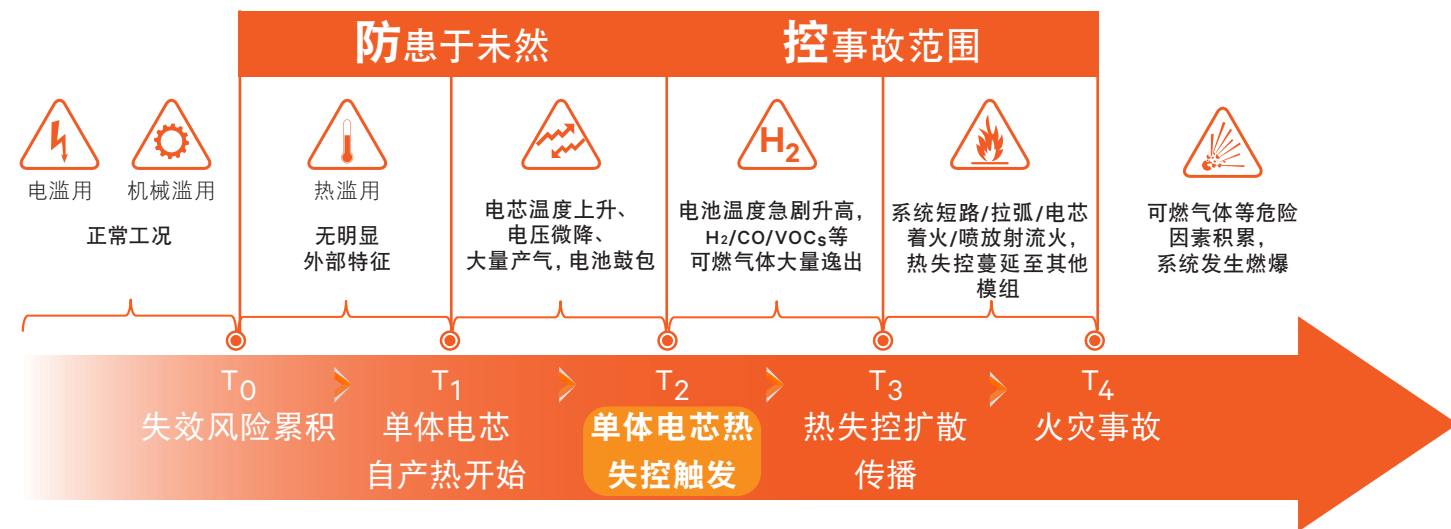 防患于未然
控事故范围
H2
电滥用
机械滥用
热滥用
正常工况
无明显
外部特征
电芯温度上升、
电压微降、
大量产气，电池鼓包
电池温度急剧升高，
H2/CO/VOCs等
可燃气体大量逸出
系统短路/拉弧/电芯
着火/喷放射流火，
热失控蔓延至其他
模组
可燃气体等危险
因素积累，
系统发生燃爆
T0
失效风险累积
T1
单体电芯
自产热开始
T2
单体电芯热
失控触发
T3
热失控扩散
传播
T4
火灾事故